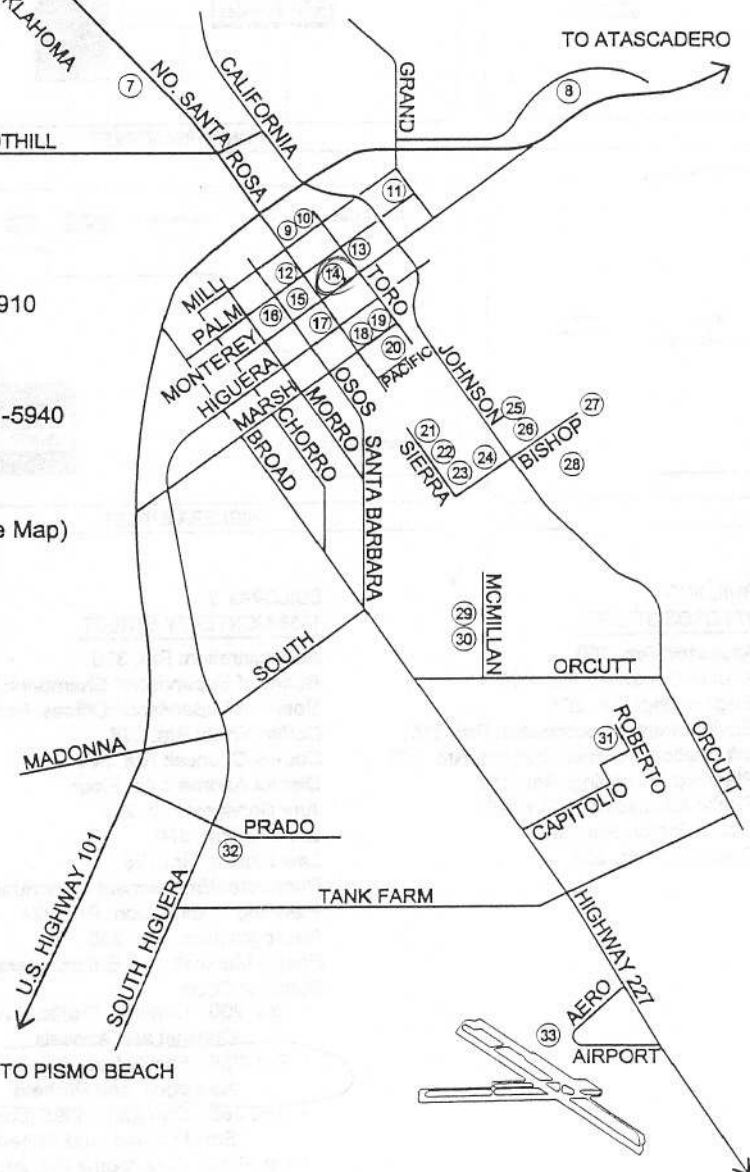 OKLAHOMA
7
NO. SANTA ROSA
CALIFORNIA
GRAND
TO ATASCADERO
8
OTHILL
11
10
9
13
12
14
TORO
MILL
15
16
PALM
17
19
18
20
MONTEREY
PACIFIC
HIGUERA
MARSH
OSOS
MORRO
CHORRO
BROAD
SANTA BARBARA
JOHNSON
25
26
27
BISHOP
28
21
22
23
24
SIERRA
910
-5940
e Map)
MCMILLAN
29
30
SOUTH
ORCUTT
ORCUTT
ROBERTO
31
CAPITOLIO
MADONNA
PRADO
32
TANK FARM
U.S. HIGHWAY 101
SOUTH HIGUERA
HIGHWAY 227
AERO
33
AIRPORT
TO PISMO BEACH